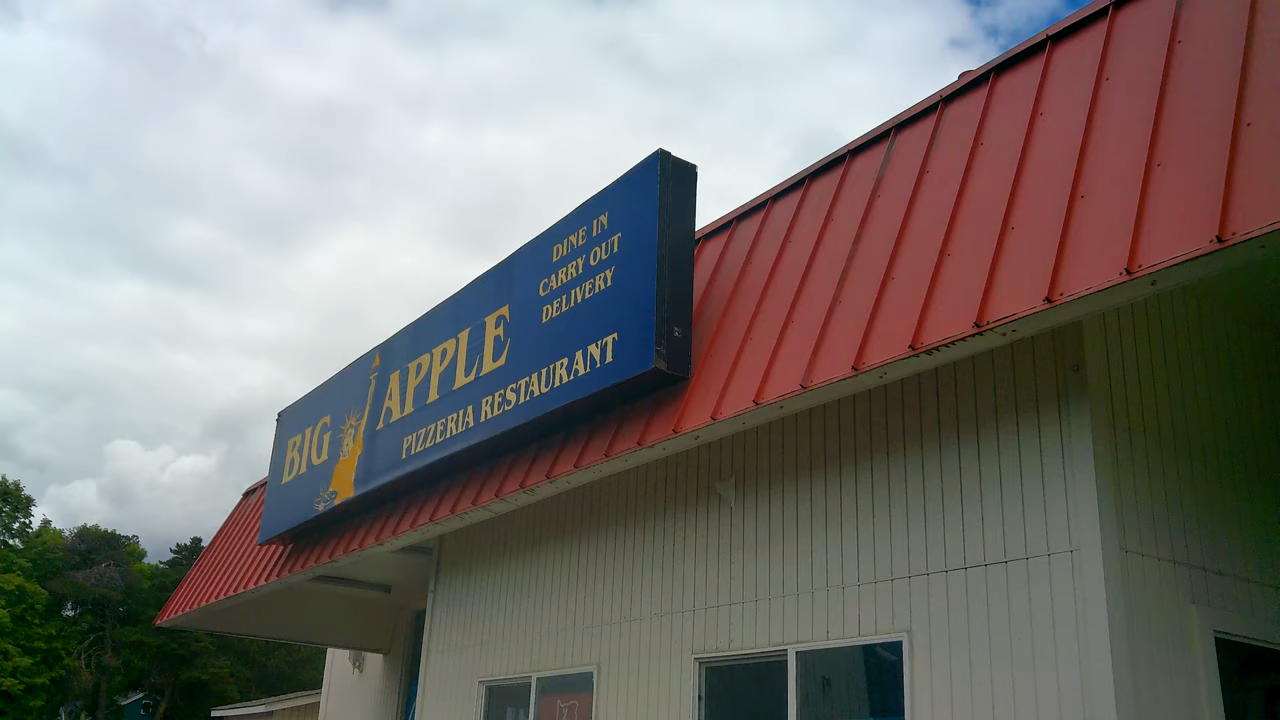 BIG APPLE
PIZZERIA RESTAURANT
DINE IN
CARRY OUT
DELIVERY